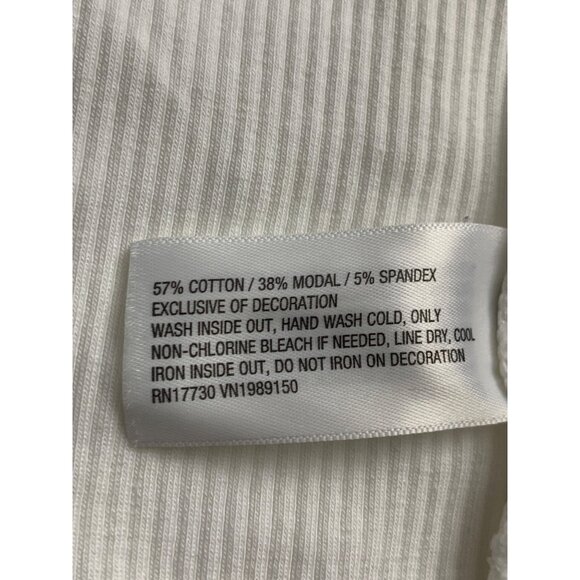 57% COTTON / 38% MODAL / 5% SPANDEX
EXCLUSIVE OF DECORATION
WASH INSIDE OUT, HAND WASH COLD, ONLY
NON-CHLORINE BLEACH IF NEEDED, LINE DRY, COOL
IRON INSIDE OUT, DO NOT IRON ON DECORATION
RN17730 VN1989150